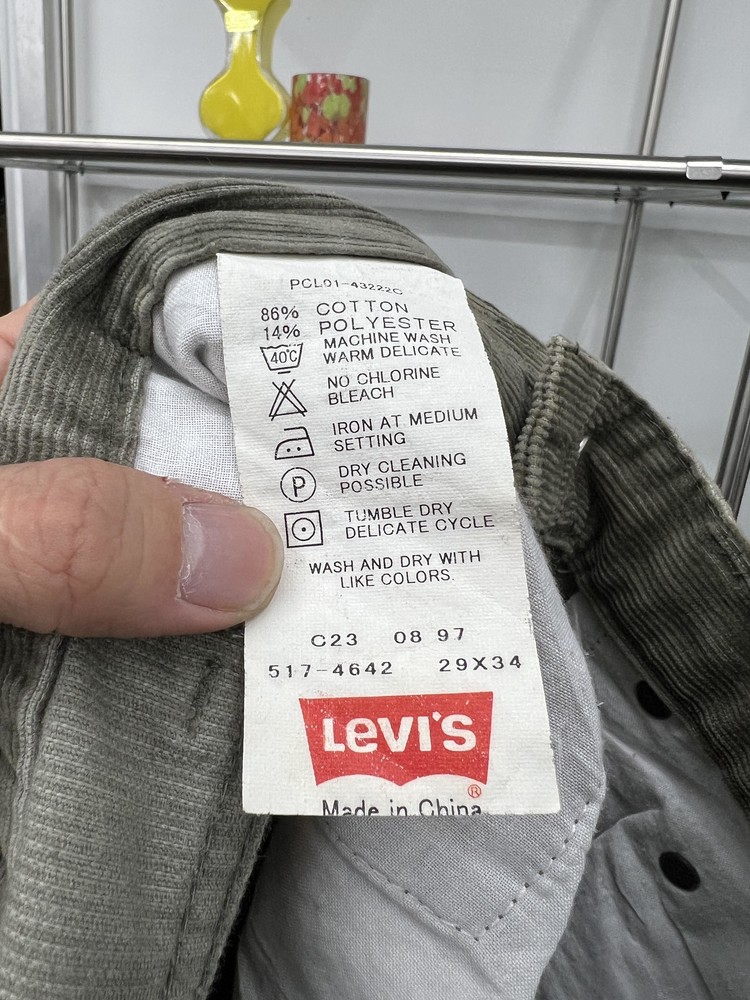 PCL01-43222C
86% COTTON
14% POLYESTER
40°C MACHINE WASH
WARM DELICATE
NO CHLORINE
BLEACH
IRON AT MEDIUM
SETTING
P DRY CLEANING
POSSIBLE
TUMBLE DRY
DELICATE CYCLE
WASH AND DRY WITH
LIKE COLORS.
C23 08 97
517-4642 29X34
LEVI'S
®
Made in China